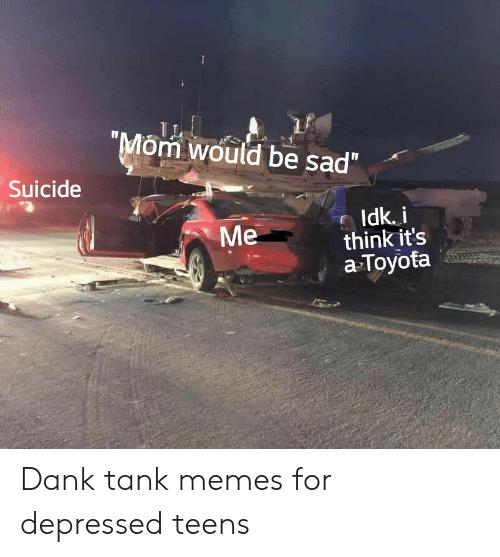 "Mom would be sad"
Suicide
Me
Idk. i
think it's
a Toyota
Dank tank memes for
depressed teens